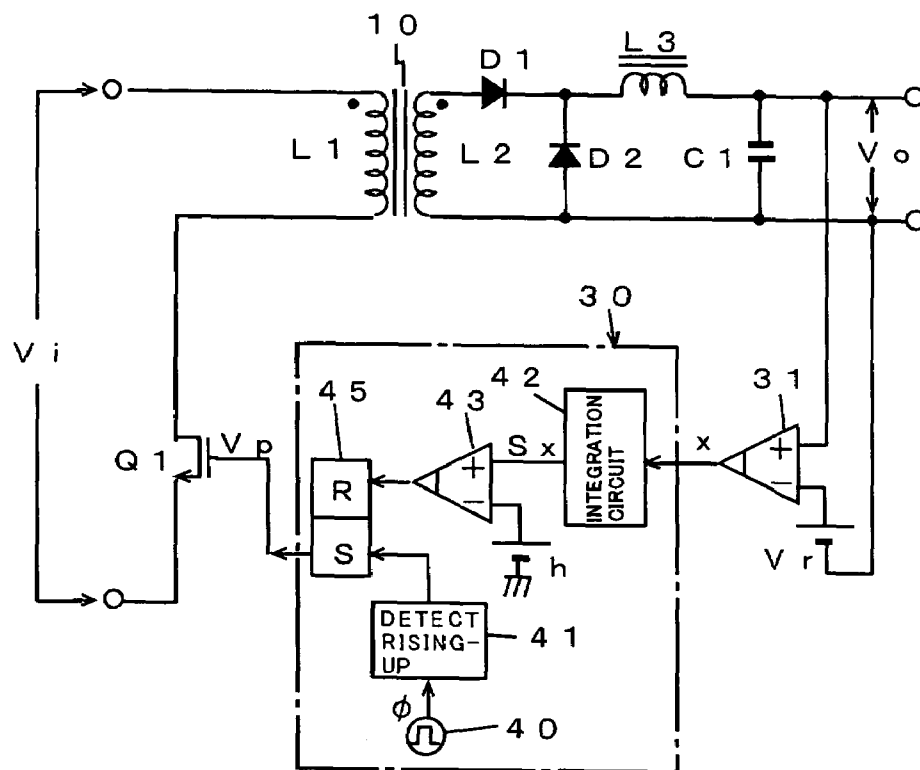 10
D1
L3
L1
L2
D2
C1
Vo
Vi
30
42
31
45
43
Q1
Vp
R
S
+
−
Sx
INTEGRATION
CIRCUIT
x
+
−
h
Vr
DETECT
RISING-
UP
41
φ
40